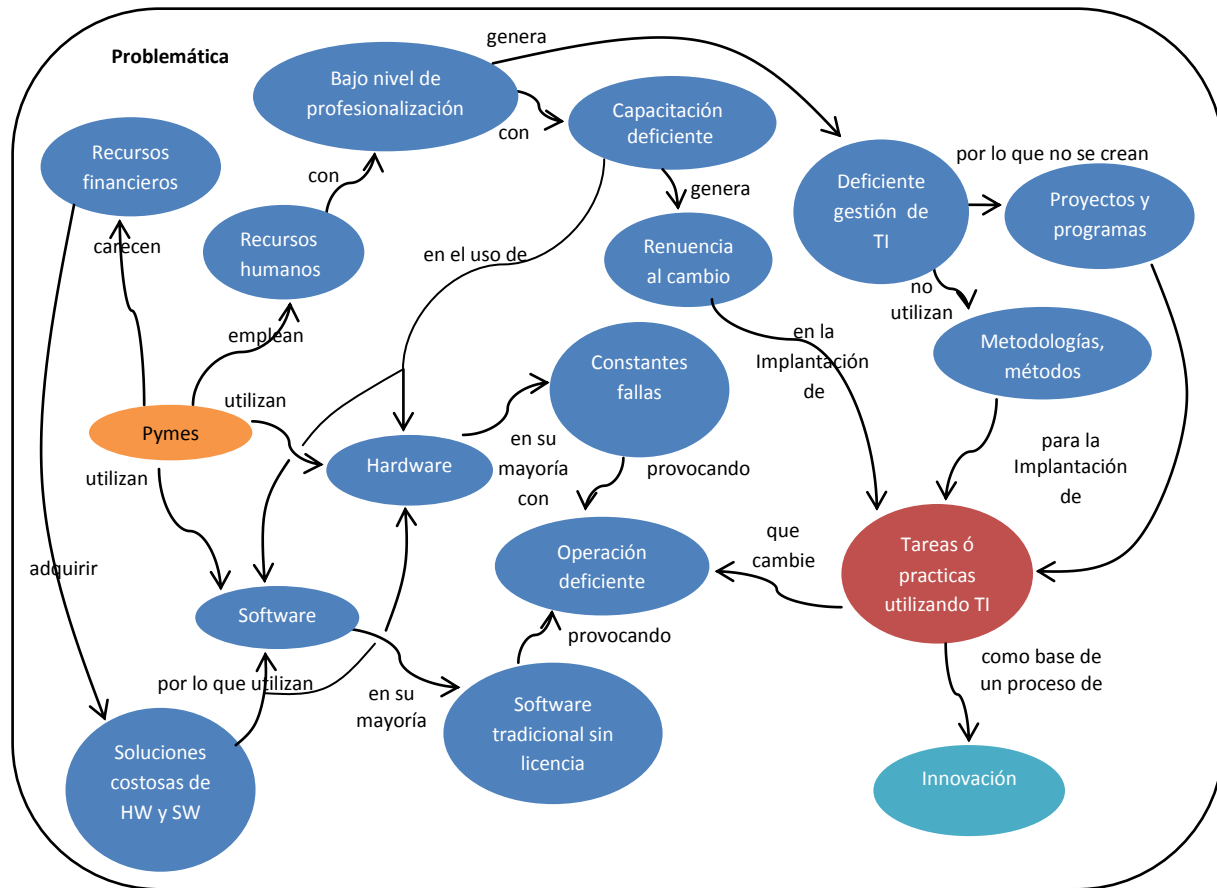 genera
Problemática
Bajo nivel de
profesionalización
con
Capacitación
deficiente
Recursos
financieros
con
genera
por lo que no se crean
Deficiente
gestión de
TI
Proyectos y
programas
carecen
Recursos
humanos
en el uso de
Renuencia
al cambio
no
utilizan
emplean
en la
Implantación
de
Metodologías,
métodos
Constantes
fallas
utilizan
Pymes
en su
mayoría
con
provocando
para la
Implantación
de
Hardware
utilizan
Operación
deficiente
que
cambie
Tareas ó
practicas
utilizando TI
adquirir
Software
provocando
por lo que utilizan
en su
mayoría
como base de
un proceso de
Software
tradicional sin
licencia
Soluciones
costosas de
HW y SW
Innovación